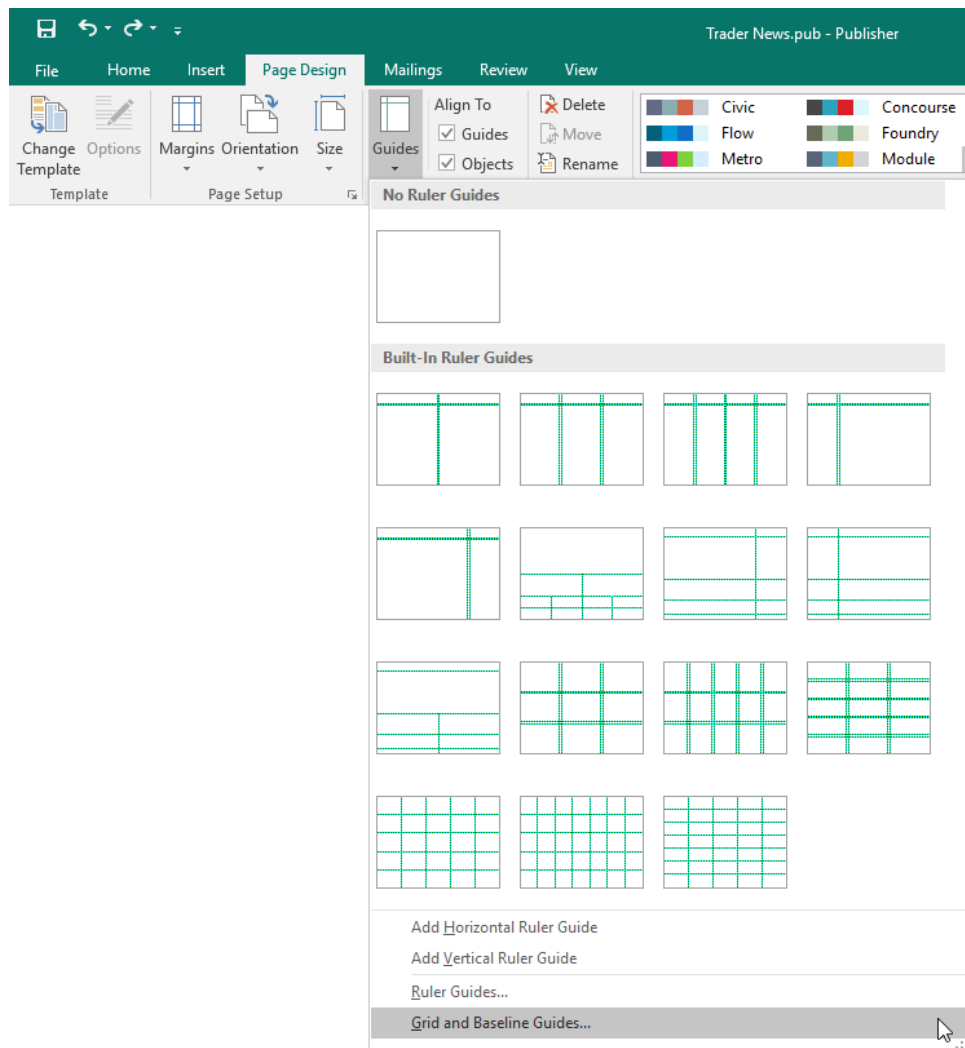 Trader News.pub - Publisher
File Home Insert Page Design Mailings Review View
Change Template
Options
Template
Margins Orientation Size
Page Setup
Guides
Align To
Guides
Objects
Delete
Move
Rename
Civic Concourse
Flow Foundry
Metro Module
No Ruler Guides
Built-In Ruler Guides
Add Horizontal Ruler Guide
Add Vertical Ruler Guide
Ruler Guides...
Grid and Baseline Guides...